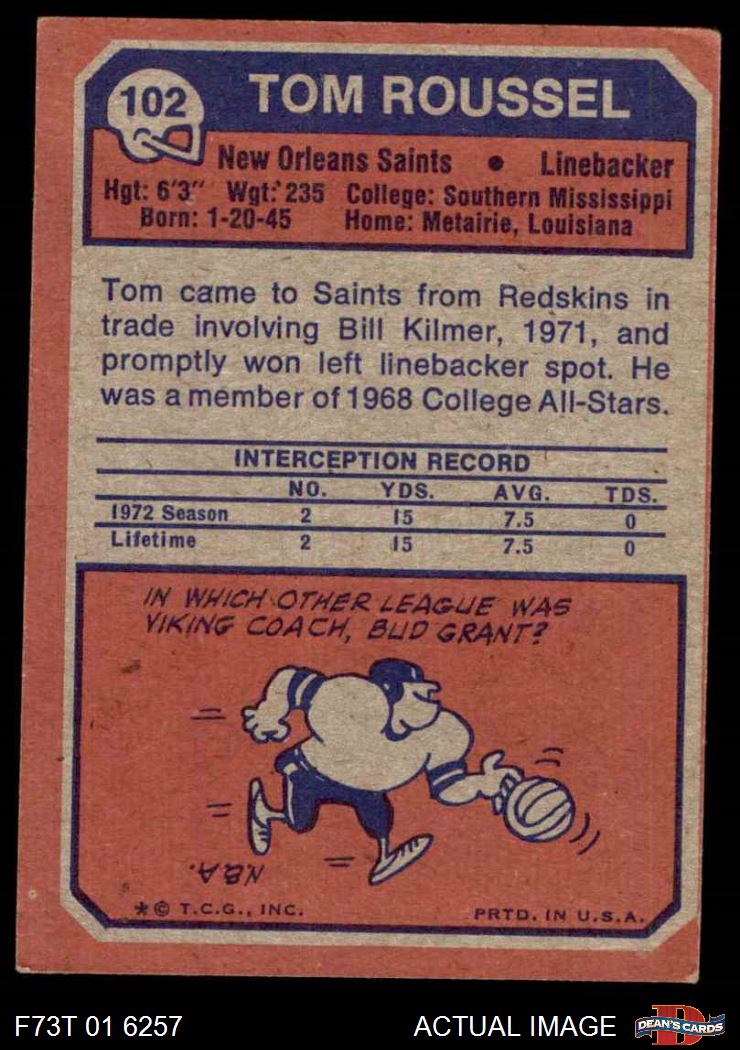 102
TOM ROUSSEL
New Orleans Saints • Linebacker
Hgt: 6'3" Wgt: 235 College: Southern Mississippi
Born: 1-20-45 Home: Metairie, Louisiana
Tom came to Saints from Redskins in
trade involving Bill Kilmer, 1971, and
promptly won left linebacker spot. He
was a member of 1968 College All-Stars.
INTERCEPTION RECORD
NO. YDS. AVG. TDS.
1972 Season 2 15 7.5 0
Lifetime 2 15 7.5 0
IN WHICH OTHER LEAGUE WAS
VIKING COACH, BUD GRANT?
N.B.A.
* © T.C.G., INC. PRTD. IN U.S.A.
F73T 01 6257 ACTUAL IMAGE D DEAN'S CARDS